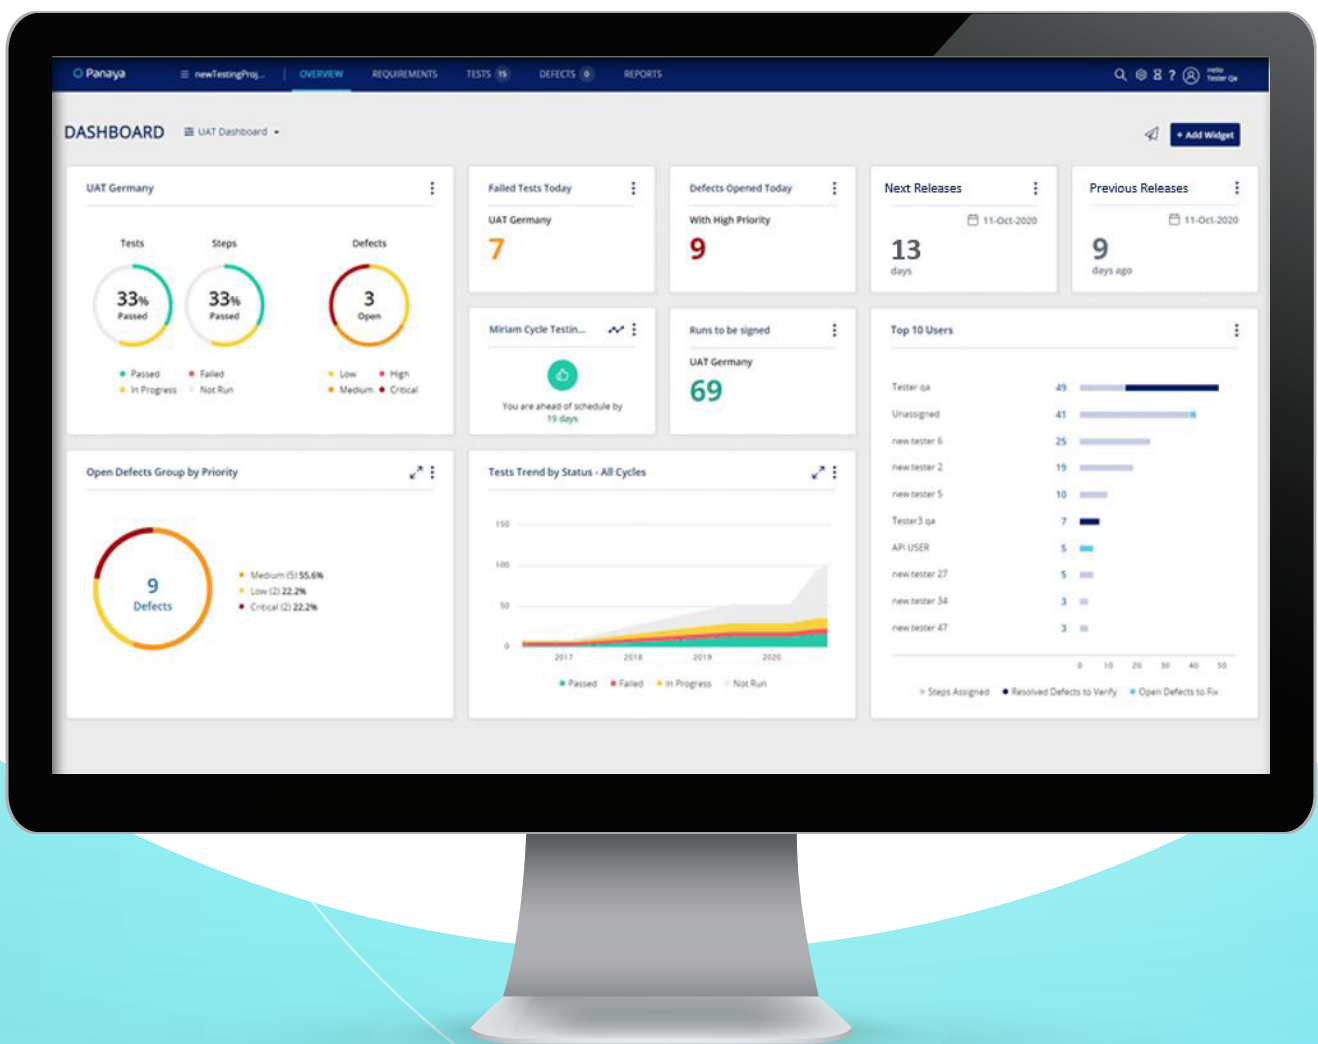 Panaya
newTestingProj...
OVERVIEW
REQUIREMENTS
TESTS 15
DEFECTS 0
REPORTS
?
Hello
Tester Qa
DASHBOARD
UAT Dashboard
+ Add Widget
UAT Germany
Tests
Steps
Defects
33%
Passed
33%
Passed
3
Open
Passed
Failed
In Progress
Not Run
Low
High
Medium
Critical
Failed Tests Today
UAT Germany
7
Defects Opened Today
With High Priority
9
Next Releases
11-Oct-2020
13
days
Previous Releases
11-Oct-2020
9
days ago
Miriam Cycle Testin...
You are ahead of schedule by
19 days
Runs to be signed
UAT Germany
69
Top 10 Users
Tester qa 49
Unassigned 41
new tester 6 25
new tester 2 19
new tester 5 10
Tester3 qa 7
API USER 5
new tester 27 5
new tester 34 3
new tester 47 3
0 10 20 30 40 50
Steps Assigned
Resolved Defects to Verify
Open Defects to Fix
Open Defects Group by Priority
9
Defects
Medium (5) 55.6%
Low (2) 22.2%
Critical (2) 22.2%
Tests Trend by Status - All Cycles
150
100
50
0
2017 2018 2019 2020
Passed
Failed
In Progress
Not Run